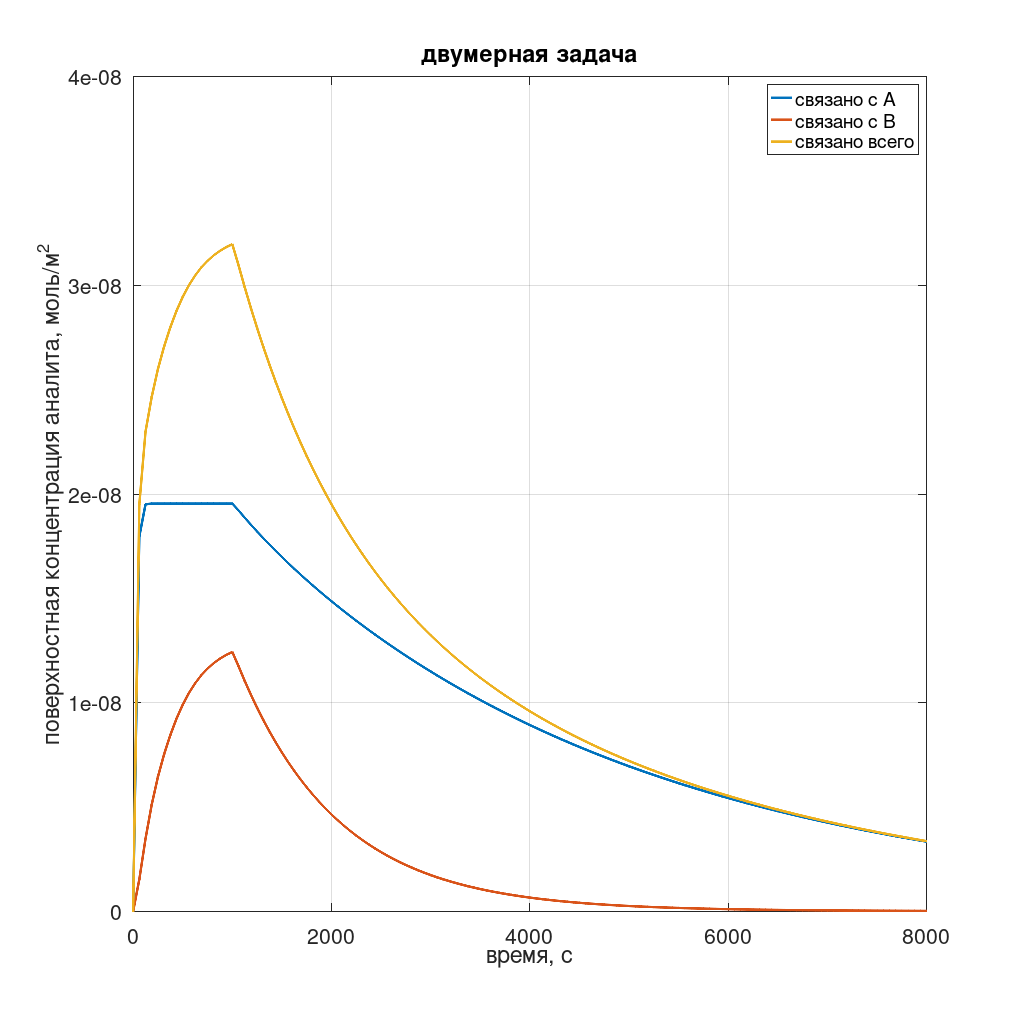 двумерная задача
4e-08
3e-08
2e-08
1e-08
0
поверхностная концентрация аналита, моль/м²
связано с A
связано с B
связано всего
0 2000 4000 6000 8000
время, с